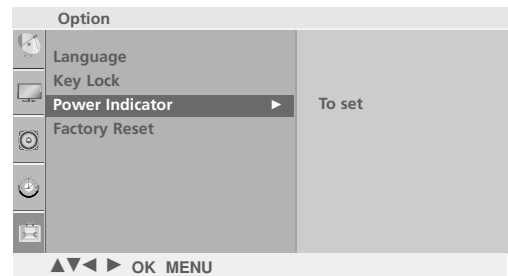 Option
Language
Key Lock
Power Indicator ► To set
Factory Reset
▲▼◄ ► OK MENU